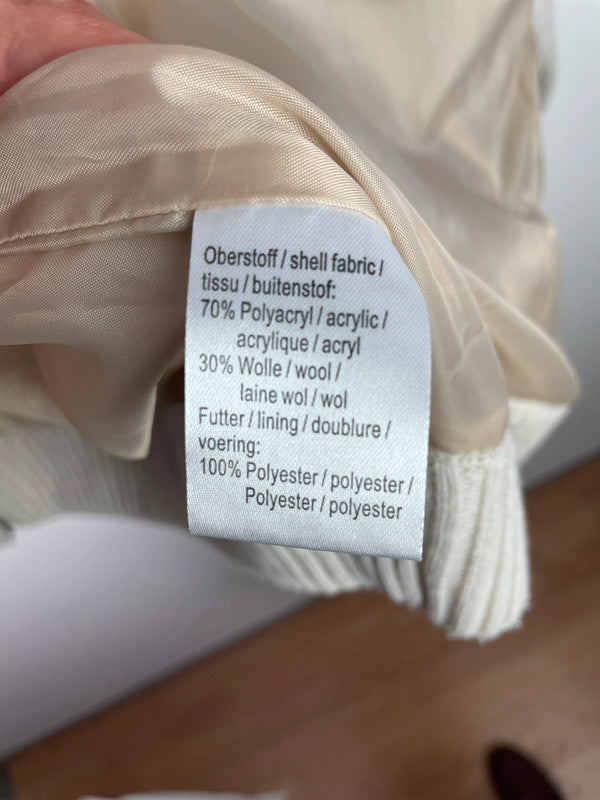 Oberstoff / shell fabric /
tissu / buitenstof:
70% Polyacryl / acrylic /
acrylique / acryl
30% Wolle / wool /
laine wol / wol
Futter / lining / doublure /
voering:
100% Polyester / polyester /
Polyester / polyester